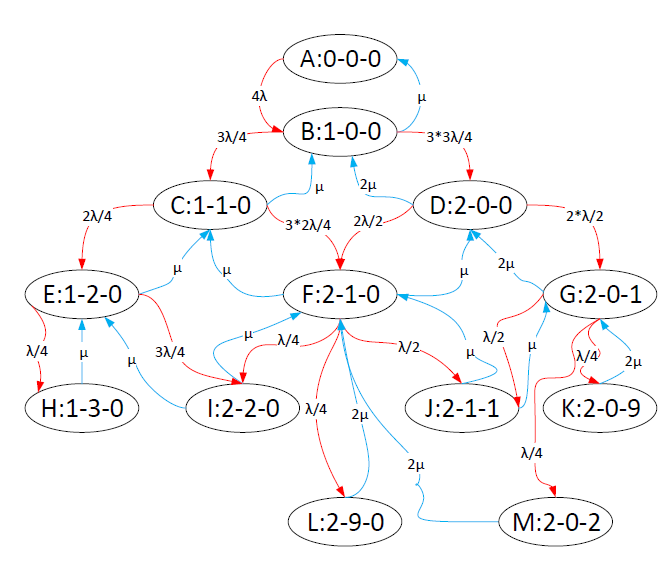 A:0-0-0
4λ
μ
B:1-0-0
3λ/4
3*3λ/4
μ
2μ
C:1-1-0
D:2-0-0
2λ/4
3*2λ/4
2λ/2
2*λ/2
μ
μ
μ
2μ
E:1-2-0
F:2-1-0
G:2-0-1
λ/4
μ
μ
3λ/4
μ
λ/4
λ/2
μ
λ/2
μ
λ/4
2μ
H:1-3-0
I:2-2-0
J:2-1-1
K:2-0-9
λ/4
2μ
2μ
λ/4
L:2-9-0
M:2-0-2